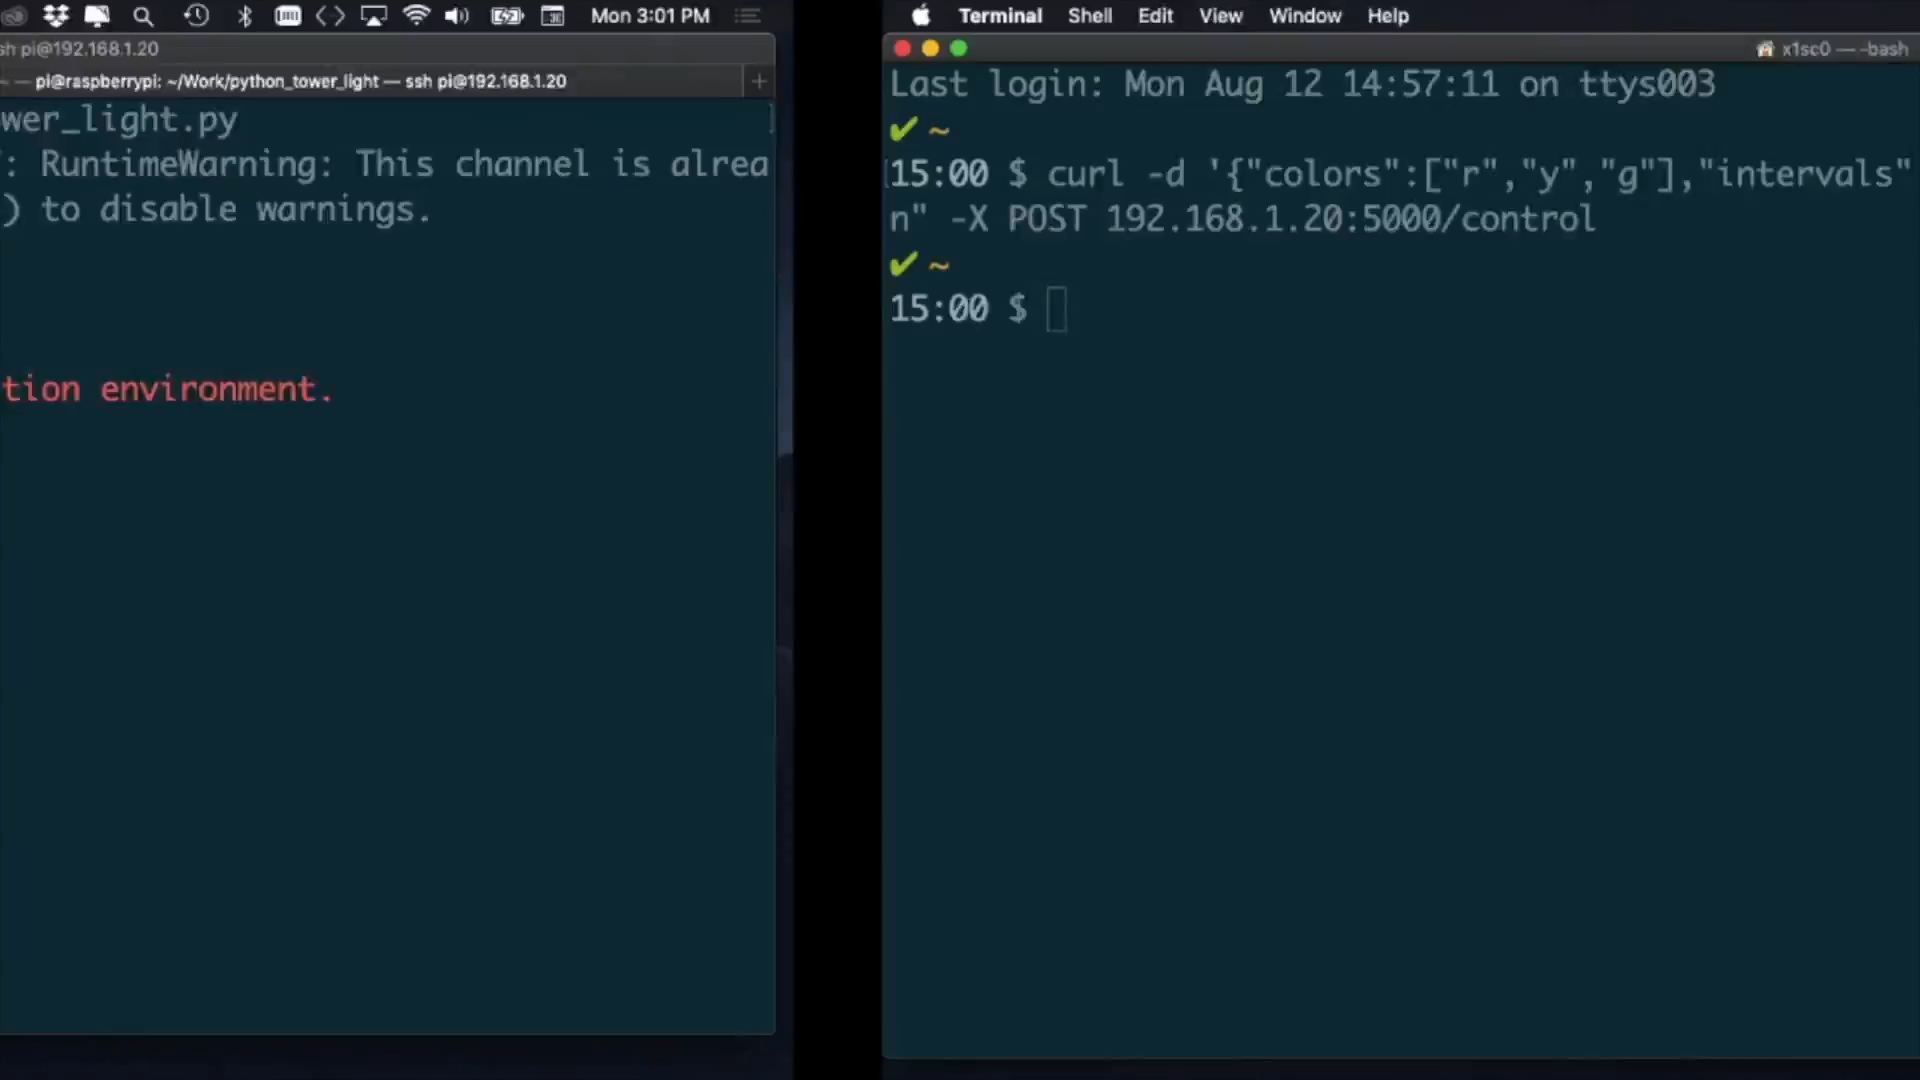 Mon 3:01 PM
sh pi@192.168.1.20
pi@raspberrypi: ~/Work/python_tower_light — ssh pi@192.168.1.20 +
wer_light.py
: RuntimeWarning: This channel is alrea
) to disable warnings.
tion environment.
Terminal Shell Edit View Window Help
x1sc0 — -bash
Last login: Mon Aug 12 14:57:11 on ttys003
✔ ~
15:00 $ curl -d '{"colors":["r","y","g"],"intervals"
n" -X POST 192.168.1.20:5000/control
✔ ~
15:00 $